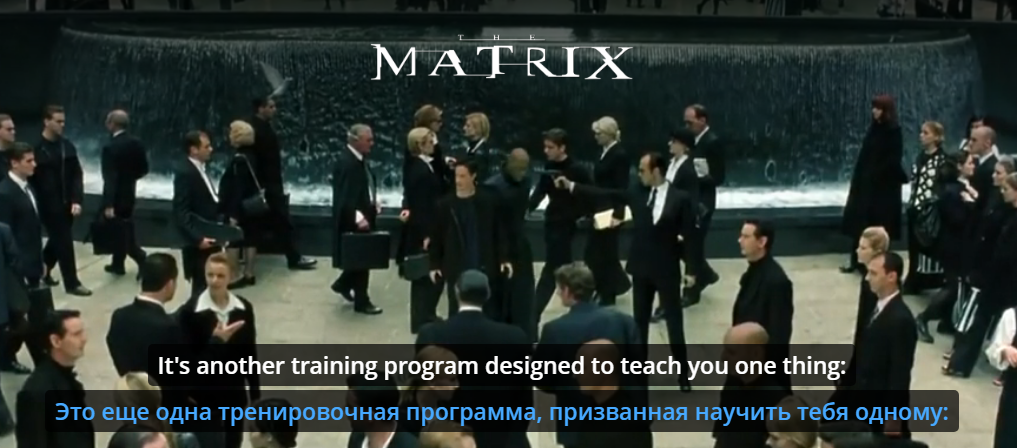 THE
MATRIX
It's another training program designed to teach you one thing:
Это еще одна тренировочная программа, призванная научить тебя одному: